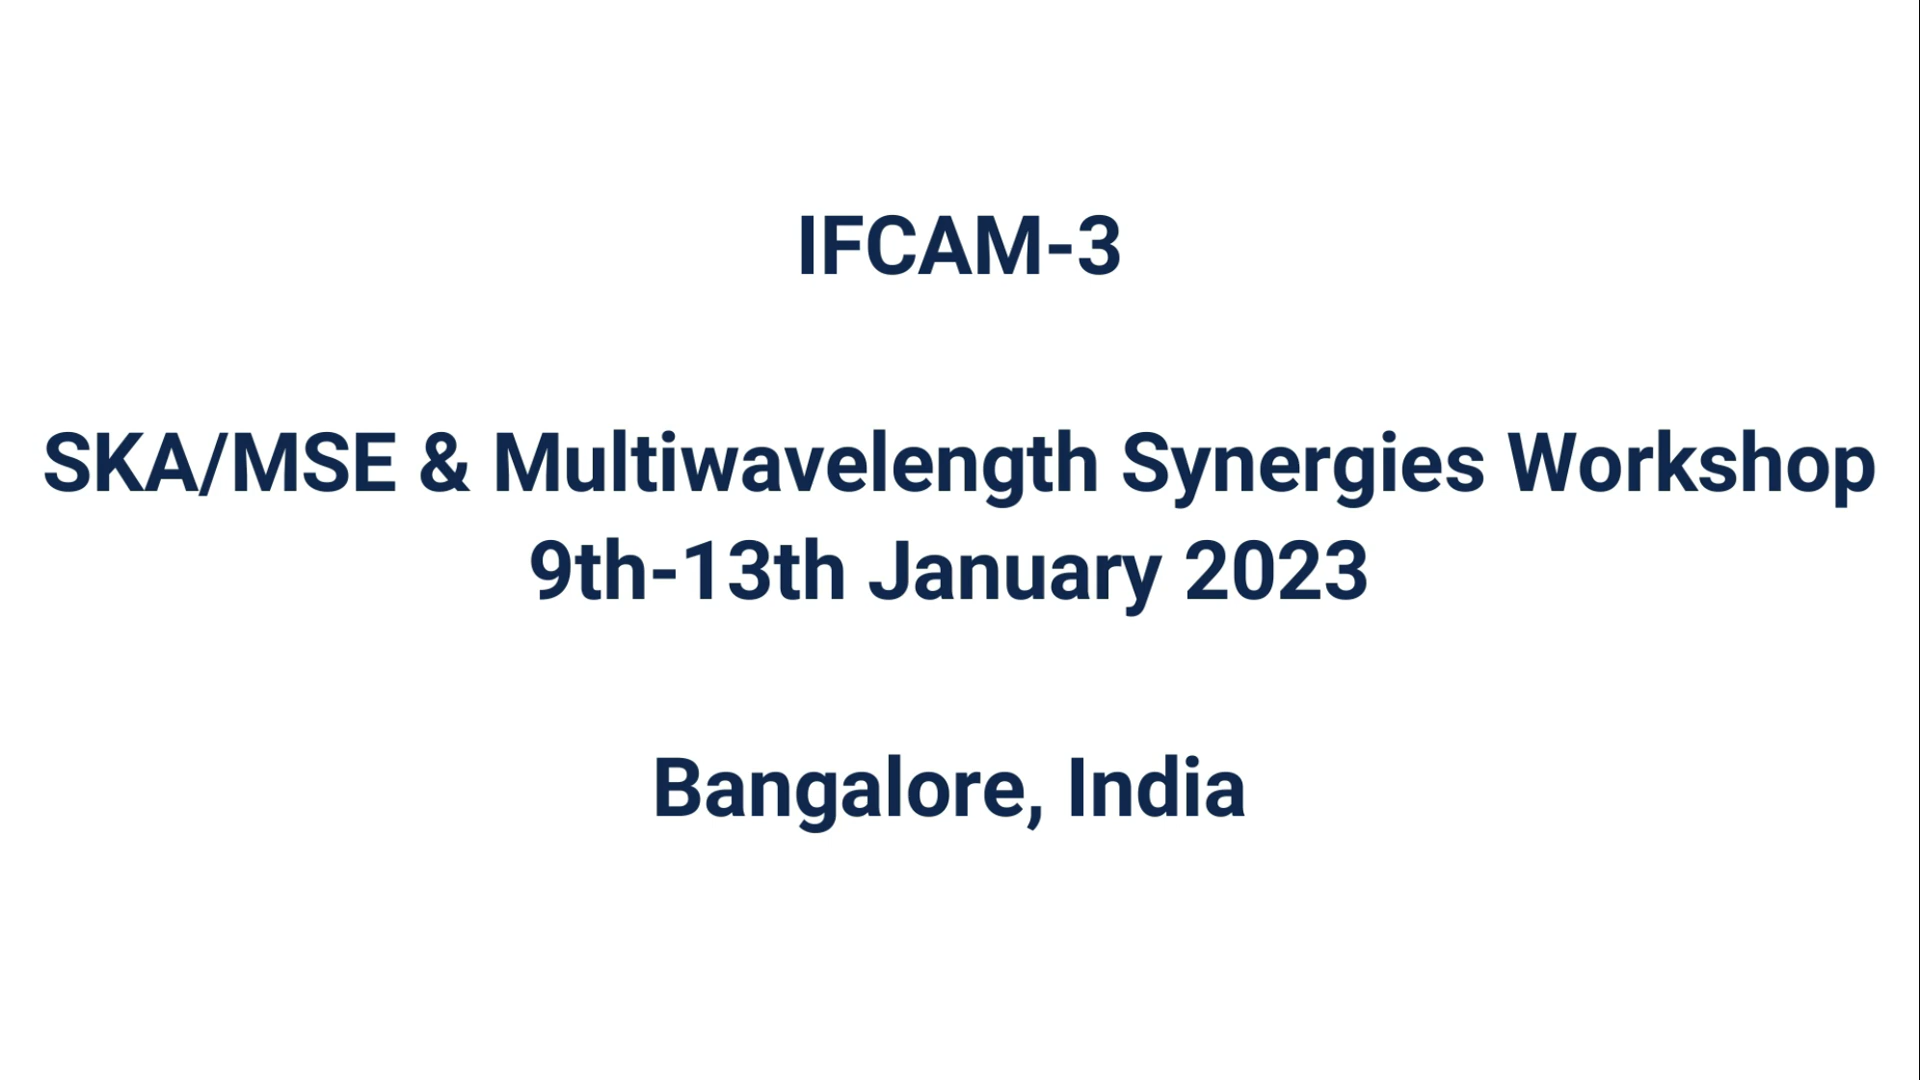 IFCAM-3
SKA/MSE & Multiwavelength Synergies Workshop
9th-13th January 2023
Bangalore, India